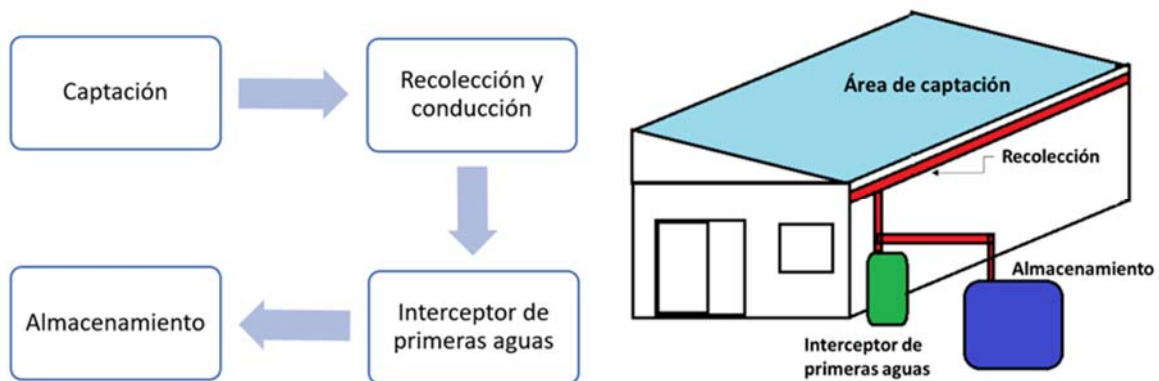 Captación
Recolección y
conducción
Interceptor de
primeras aguas
Almacenamiento
Área de captación
Recolección
Almacenamiento
Interceptor de
primeras aguas